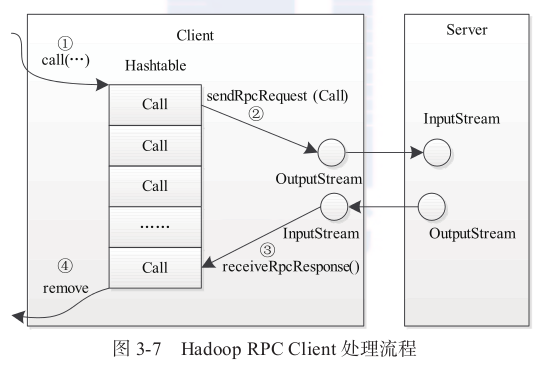 Client
Server
①
call(⋯)
Hashtable
Call
sendRpcRequest (Call)
②
InputStream
Call
OutputStream
Call
⋯⋯
InputStream
OutputStream
③
receiveRpcResponse()
Call
④
remove
图 3-7 Hadoop RPC Client 处理流程